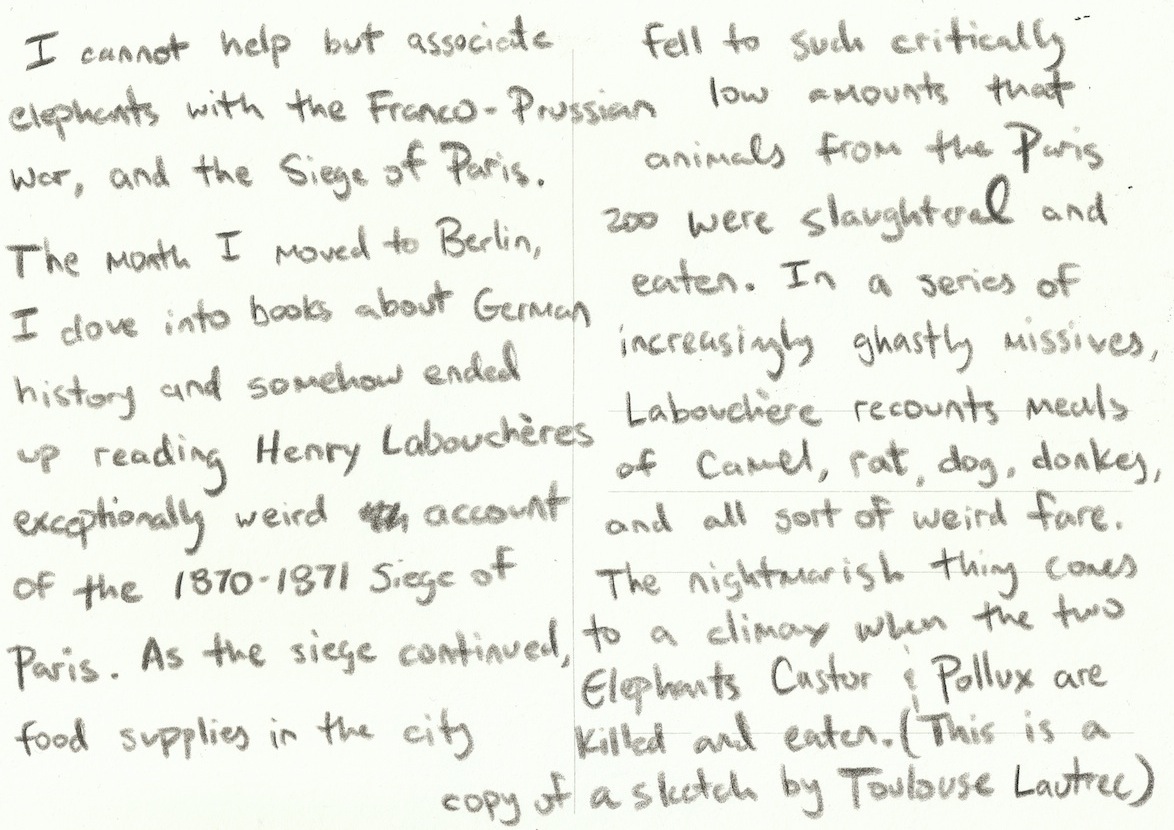 I cannot help but associate
elephants with the Franco-Prussian
War, and the Siege of Paris.
The month I moved to Berlin,
I dove into books about German
history and somehow ended
up reading Henry Labouchères
exceptionally weird account
of the 1870-1871 Siege of
Paris. As the siege continued,
food supplies in the city
fell to such critically
low amounts that
animals from the Paris
zoo were slaughtered and
eaten. In a series of
increasingly ghastly missives,
Labouchère recounts meals
of Camel, rat, dog, donkey,
and all sort of weird fare.
The nightmarish thing comes
to a climax when the two
Elephants Castor & Pollux are
killed and eaten. (This is a
copy of a sketch by Toulouse Lautrec)